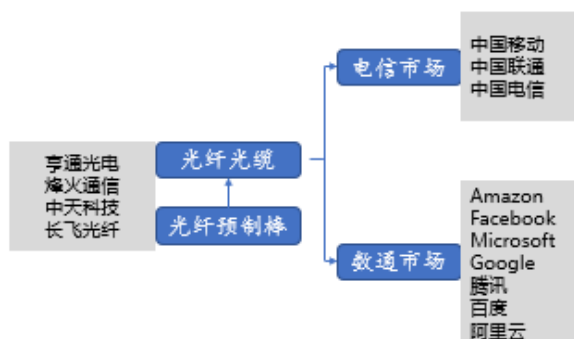 亨通光电
烽火通信
中天科技
长飞光纤
光纤光缆
光纤预制棒
电信市场
中国移动
中国联通
中国电信
数通市场
Amazon
Facebook
Microsoft
Google
腾讯
百度
阿里云